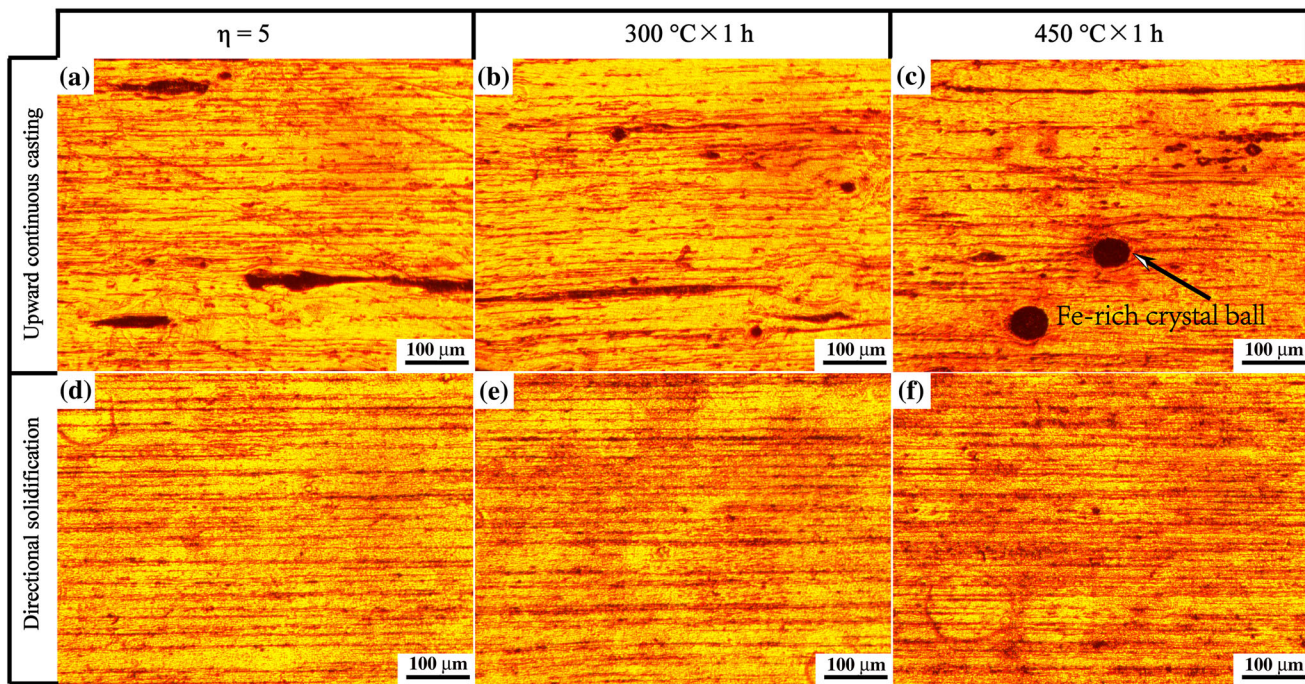 η = 5
300 °C × 1 h
450 °C × 1 h
Upward continuous casting
(a)
(b)
(c)
Fe-rich crystal ball
100 μm
100 μm
100 μm
Directional solidification
(d)
(e)
(f)
100 μm
100 μm
100 μm